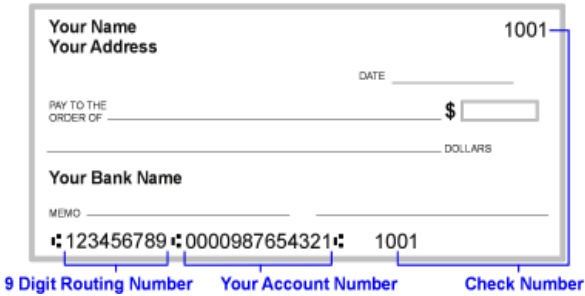 Your Name 1001
Your Address
DATE
PAY TO THE
ORDER OF $
DOLLARS
Your Bank Name
MEMO
⑆123456789⑆0000987654321⑆ 1001
9 Digit Routing Number Your Account Number Check Number